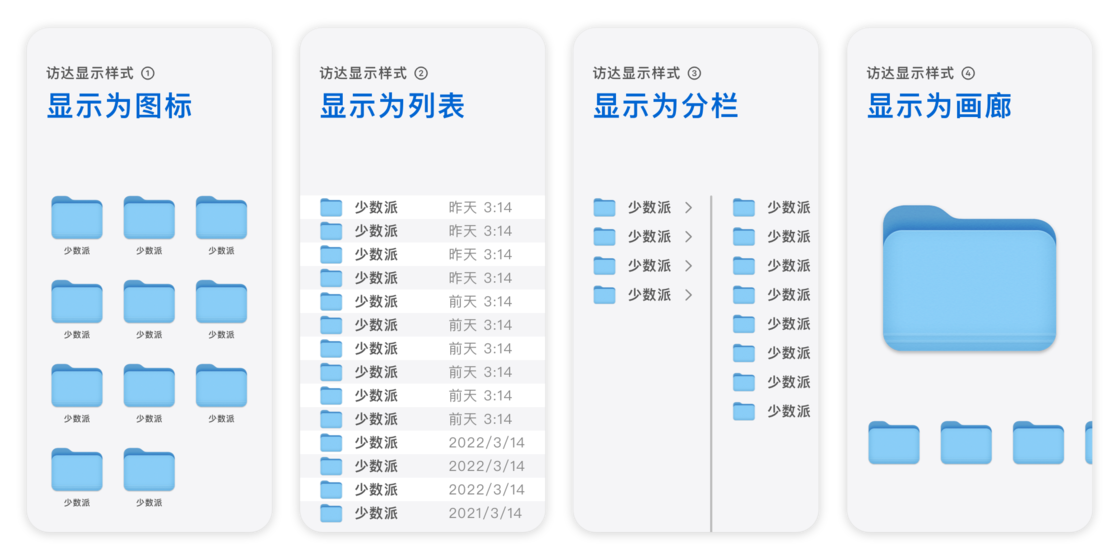 访达显示样式 ①
显示为图标
少数派 少数派 少数派
少数派 少数派 少数派
少数派 少数派 少数派
少数派 少数派
访达显示样式 ②
显示为列表
少数派 昨天 3:14
少数派 昨天 3:14
少数派 昨天 3:14
少数派 昨天 3:14
少数派 前天 3:14
少数派 前天 3:14
少数派 前天 3:14
少数派 前天 3:14
少数派 前天 3:14
少数派 前天 3:14
少数派 2022/3/14
少数派 2022/3/14
少数派 2022/3/14
少数派 2021/3/14
访达显示样式 ③
显示为分栏
少数派
少数派
少数派
少数派
少数派
少数派
少数派
少数派
少数派
少数派
少数派
少数派
访达显示样式 ④
显示为画廊